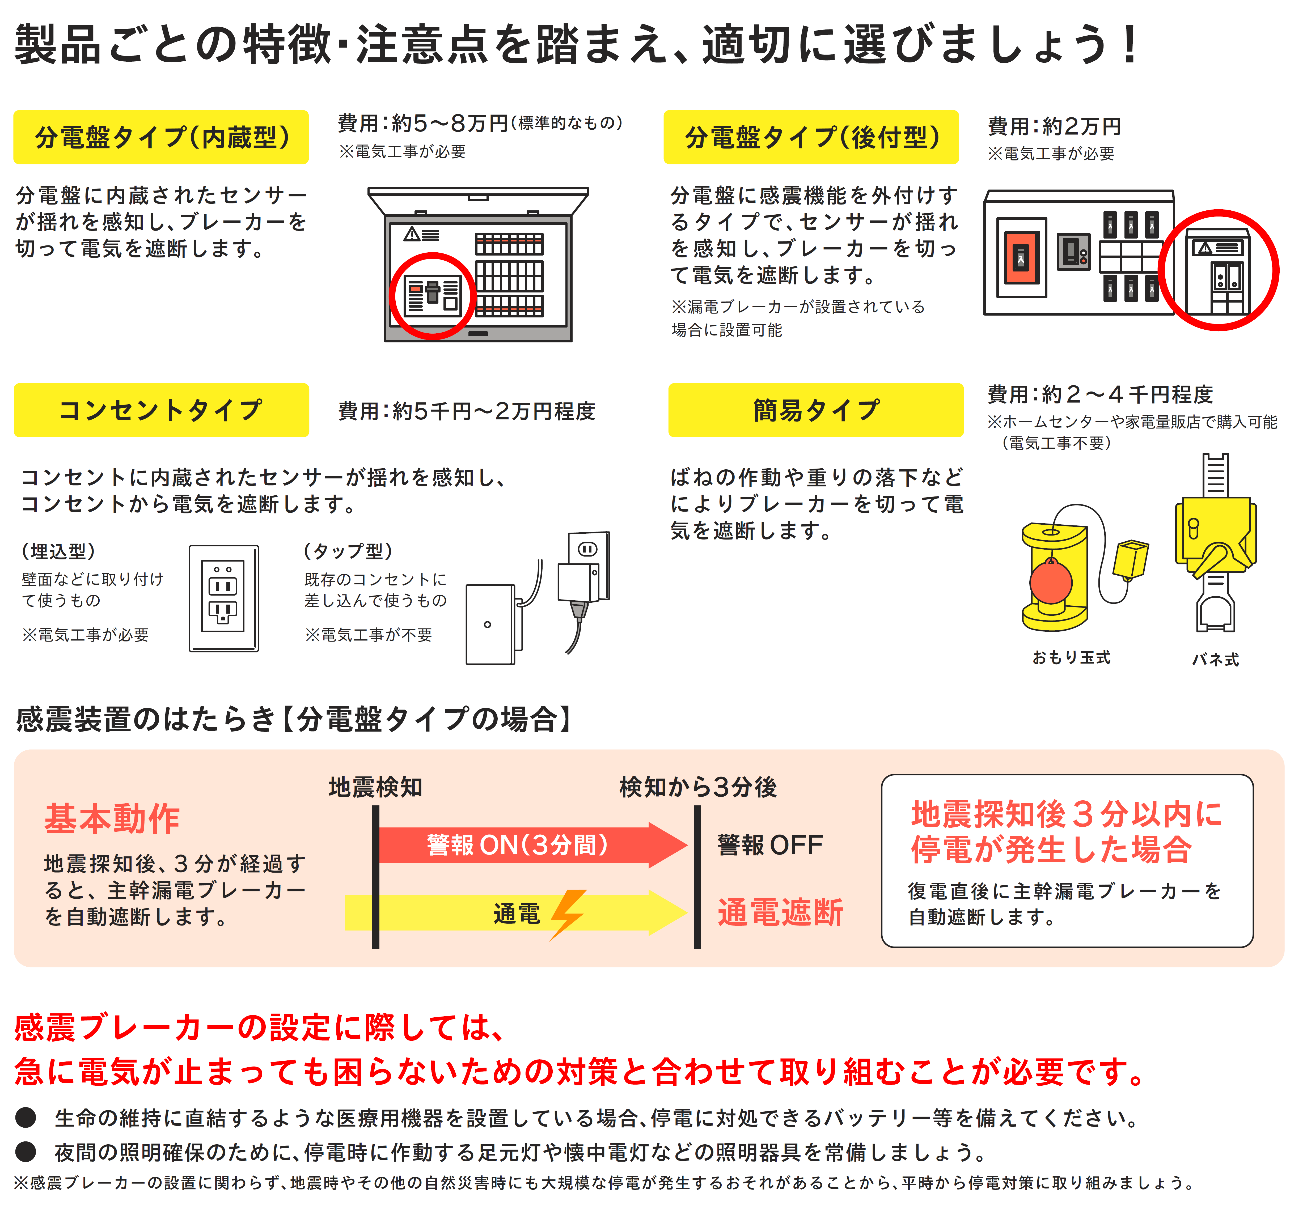 製品ごとの特徴・注意点を踏まえ、適切に選びましょう！
分電盤タイプ（内蔵型）
費用：約5～8万円（標準的なもの）
※電気工事が必要
分電盤に内蔵されたセンサー
が揺れを感知し、ブレーカーを
切って電気を遮断します。
分電盤タイプ（後付型）
費用：約2万円
※電気工事が必要
分電盤に感震機能を外付けす
るタイプで、センサーが揺れ
を感知し、ブレーカーを切っ
て電気を遮断します。
※漏電ブレーカーが設置されている
場合に設置可能
コンセントタイプ
費用：約5千円～2万円程度
コンセントに内蔵されたセンサーが揺れを感知し、
コンセントから電気を遮断します。
（埋込型）
壁面などに取り付け
て使うもの
※電気工事が必要
（タップ型）
既存のコンセントに
差し込んで使うもの
※電気工事が不要
簡易タイプ
費用：約２～４千円程度
※ホームセンターや家電量販店で購入可能
（電気工事不要）
ばねの作動や重りの落下など
によりブレーカーを切って電
気を遮断します。
おもり玉式
バネ式
感震装置のはたらき【分電盤タイプの場合】
基本動作
地震探知後、３分が経過す
ると、主幹漏電ブレーカー
を自動遮断します。
地震検知
検知から3分後
警報 ON（3分間）
警報 OFF
通電
通電遮断
地震探知後３分以内に
停電が発生した場合
復電直後に主幹漏電ブレーカーを
自動遮断します。
感震ブレーカーの設定に際しては、
急に電気が止まっても困らないための対策と合わせて取り組むことが必要です。
● 生命の維持に直結するような医療用機器を設置している場合、停電に対処できるバッテリー等を備えてください。
● 夜間の照明確保のために、停電時に作動する足元灯や懐中電灯などの照明器具を常備しましょう。
※感震ブレーカーの設置に関わらず、地震時やその他の自然災害時にも大規模な停電が発生するおそれがあることから、平時から停電対策に取り組みましょう。